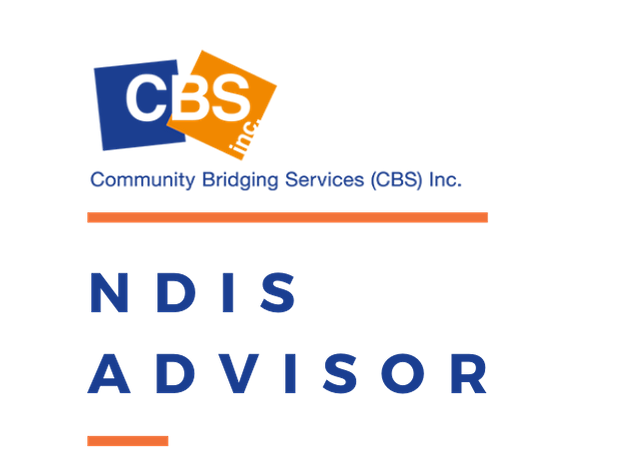 CBS
inc.
Community Bridging Services (CBS) Inc.
NDIS
ADVISOR